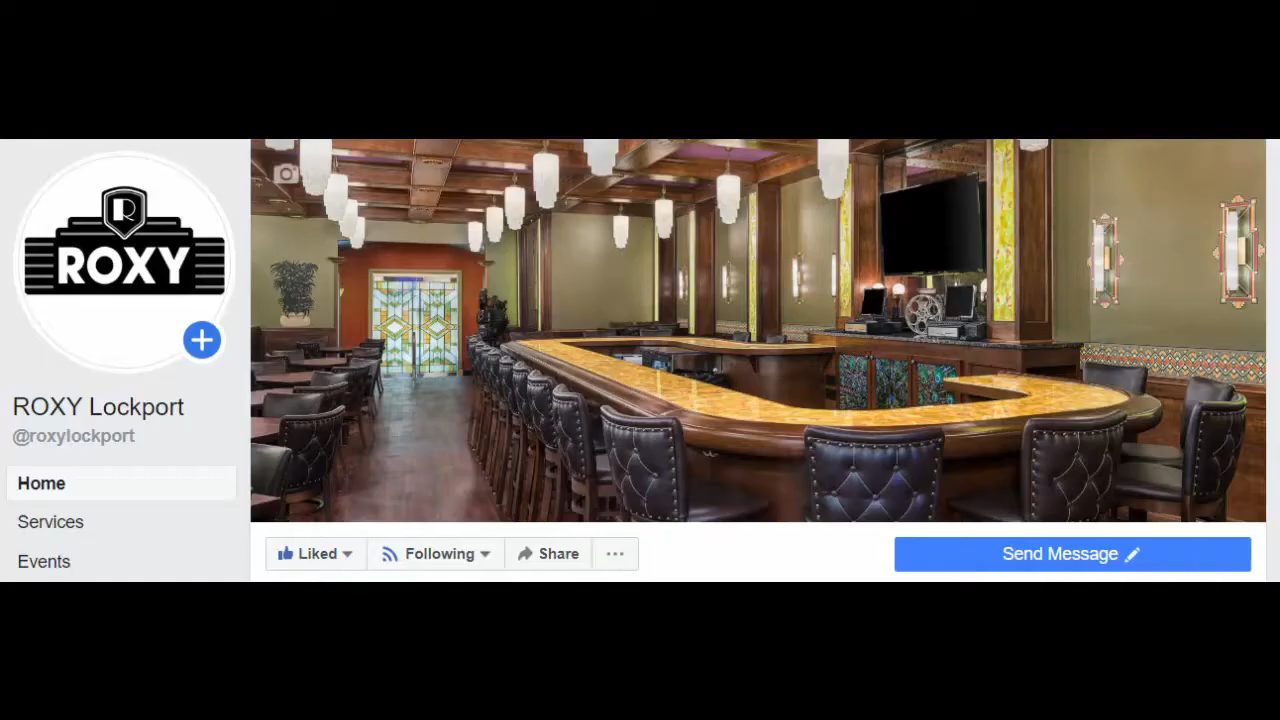 R
ROXY
ROXY Lockport
@roxylockport
Home
Services
Events
Liked
Following
Share
Send Message